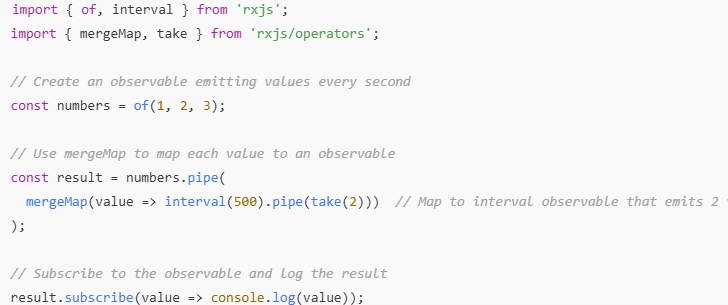 import { of, interval } from 'rxjs';
import { mergeMap, take } from 'rxjs/operators';
// Create an observable emitting values every second
const numbers = of(1, 2, 3);
// Use mergeMap to map each value to an observable
const result = numbers.pipe(
mergeMap(value => interval(500).pipe(take(2))) // Map to interval observable that emits 2
);
// Subscribe to the observable and log the result
result.subscribe(value => console.log(value));